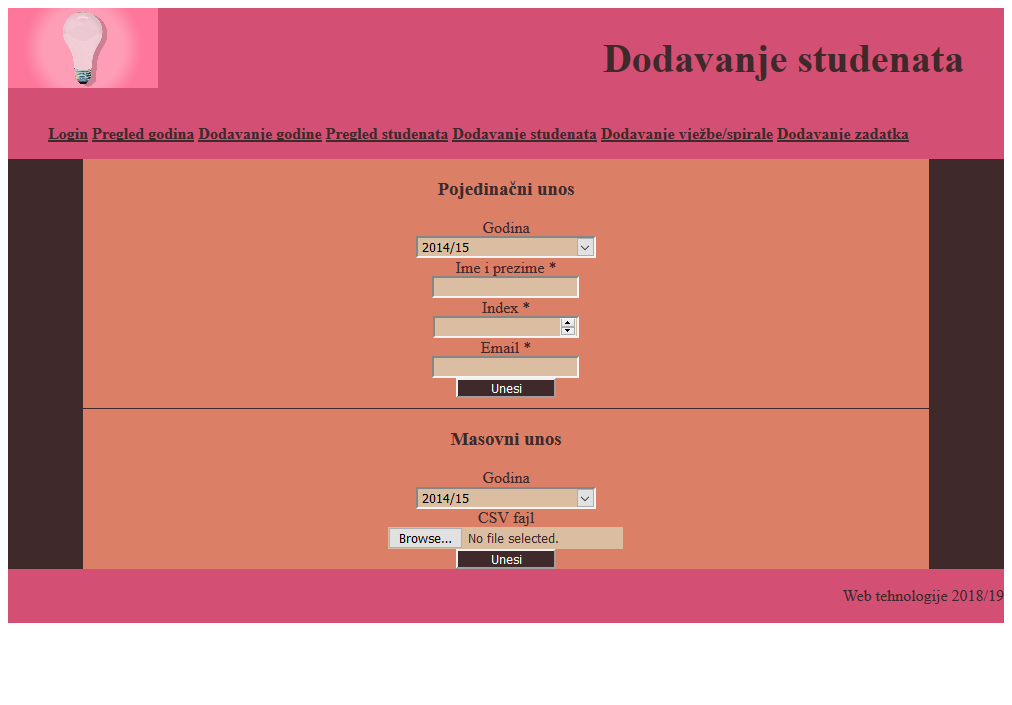 Dodavanje studenata
Login Pregled godina Dodavanje godine Pregled studenata Dodavanje studenata Dodavanje vježbe/spirale Dodavanje zadatka
Pojedinačni unos
Godina
2014/15
Ime i prezime *
Index *
Email *
Unesi
Masovni unos
Godina
2014/15
CSV fajl
Browse... No file selected.
Unesi
Web tehnologije 2018/19